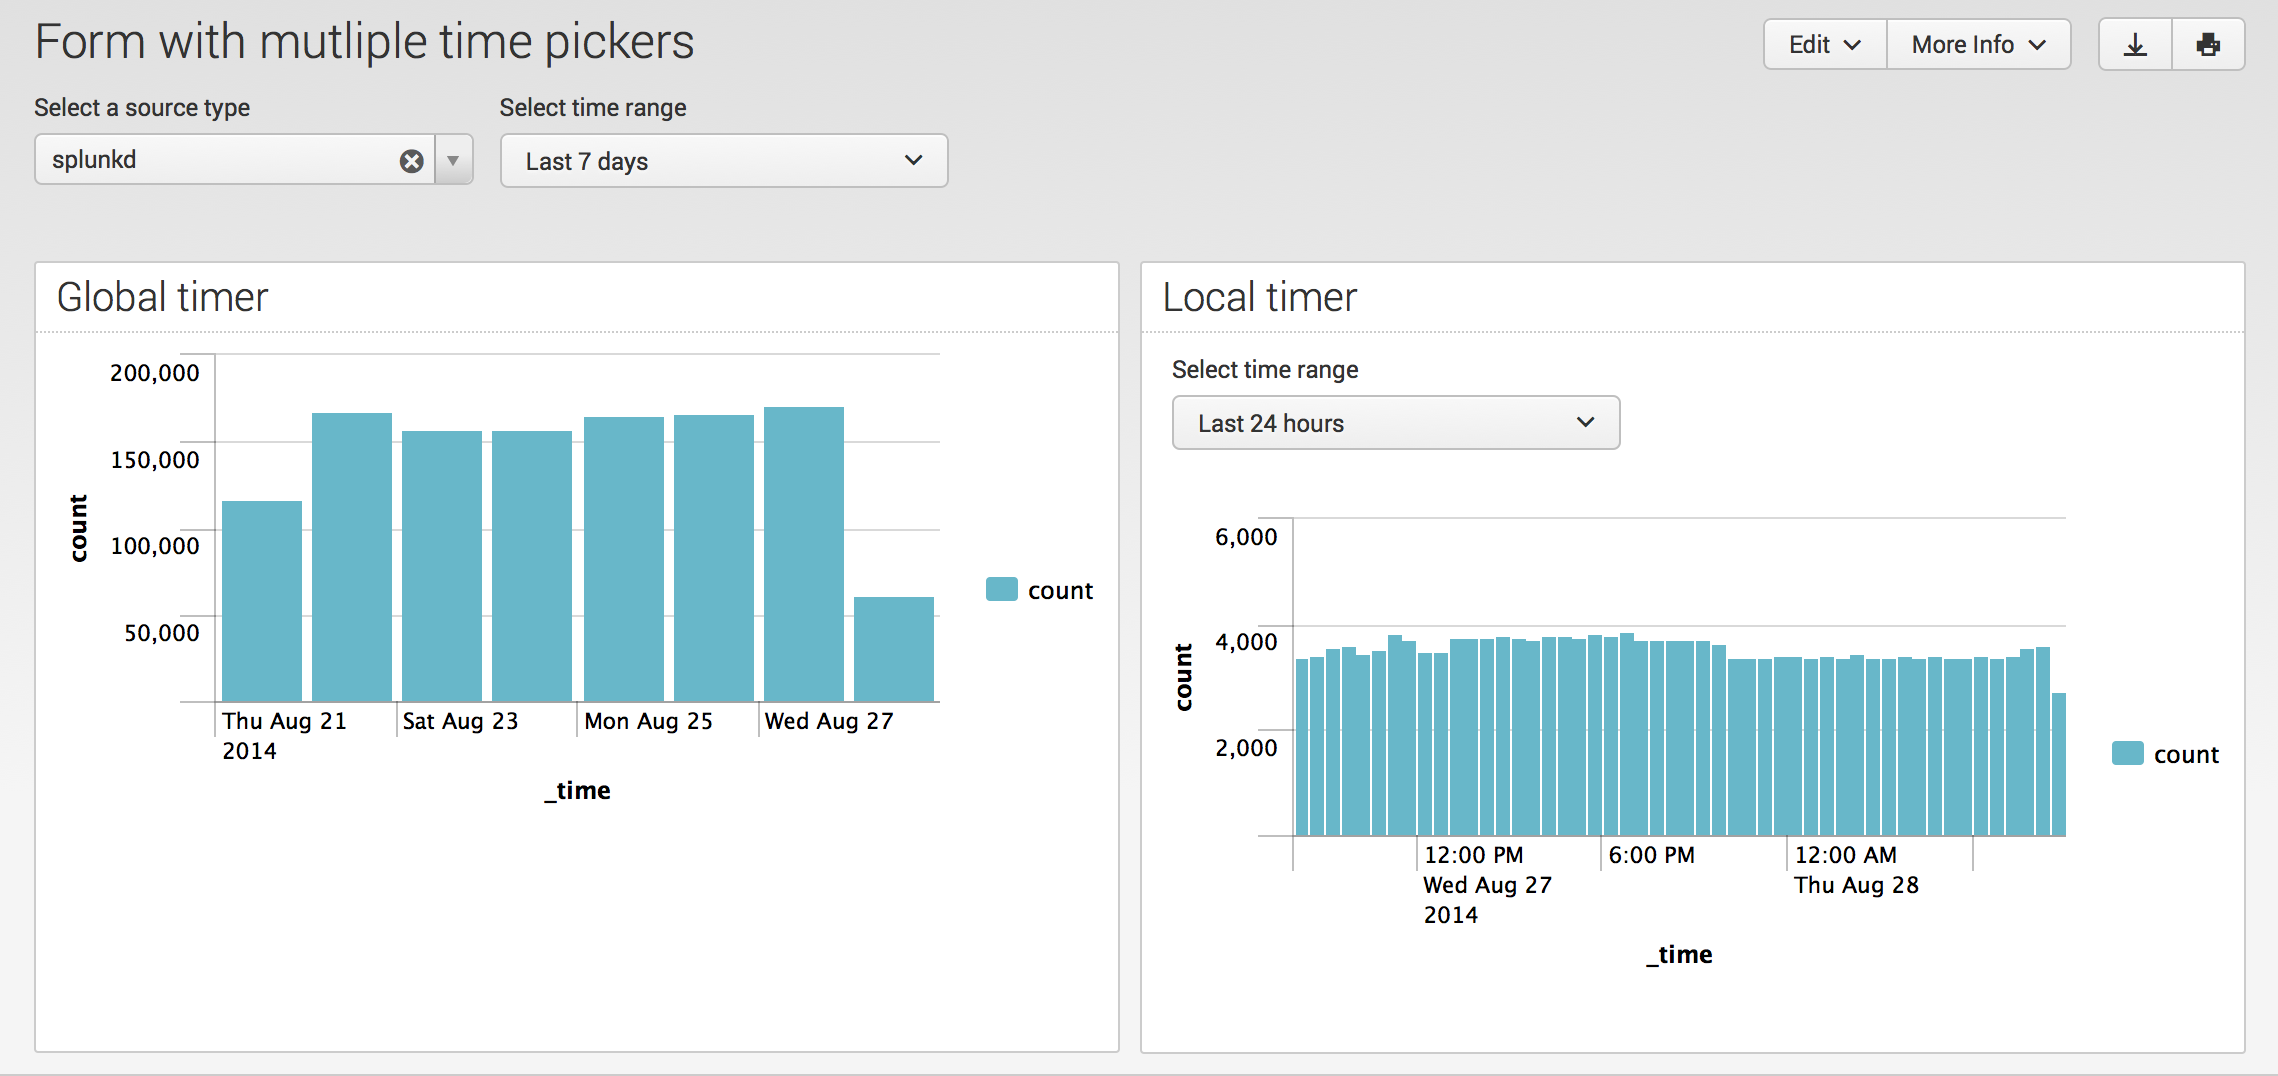 Form with mutliple time pickers
Edit
More Info
Select a source type
Select time range
splunkd
Last 7 days
Global timer
200,000
150,000
100,000
50,000
count
Thu Aug 21
2014
Sat Aug 23
Mon Aug 25
Wed Aug 27
_time
count
Local timer
Select time range
Last 24 hours
6,000
4,000
2,000
count
12:00 PM
Wed Aug 27
2014
6:00 PM
12:00 AM
Thu Aug 28
_time
count